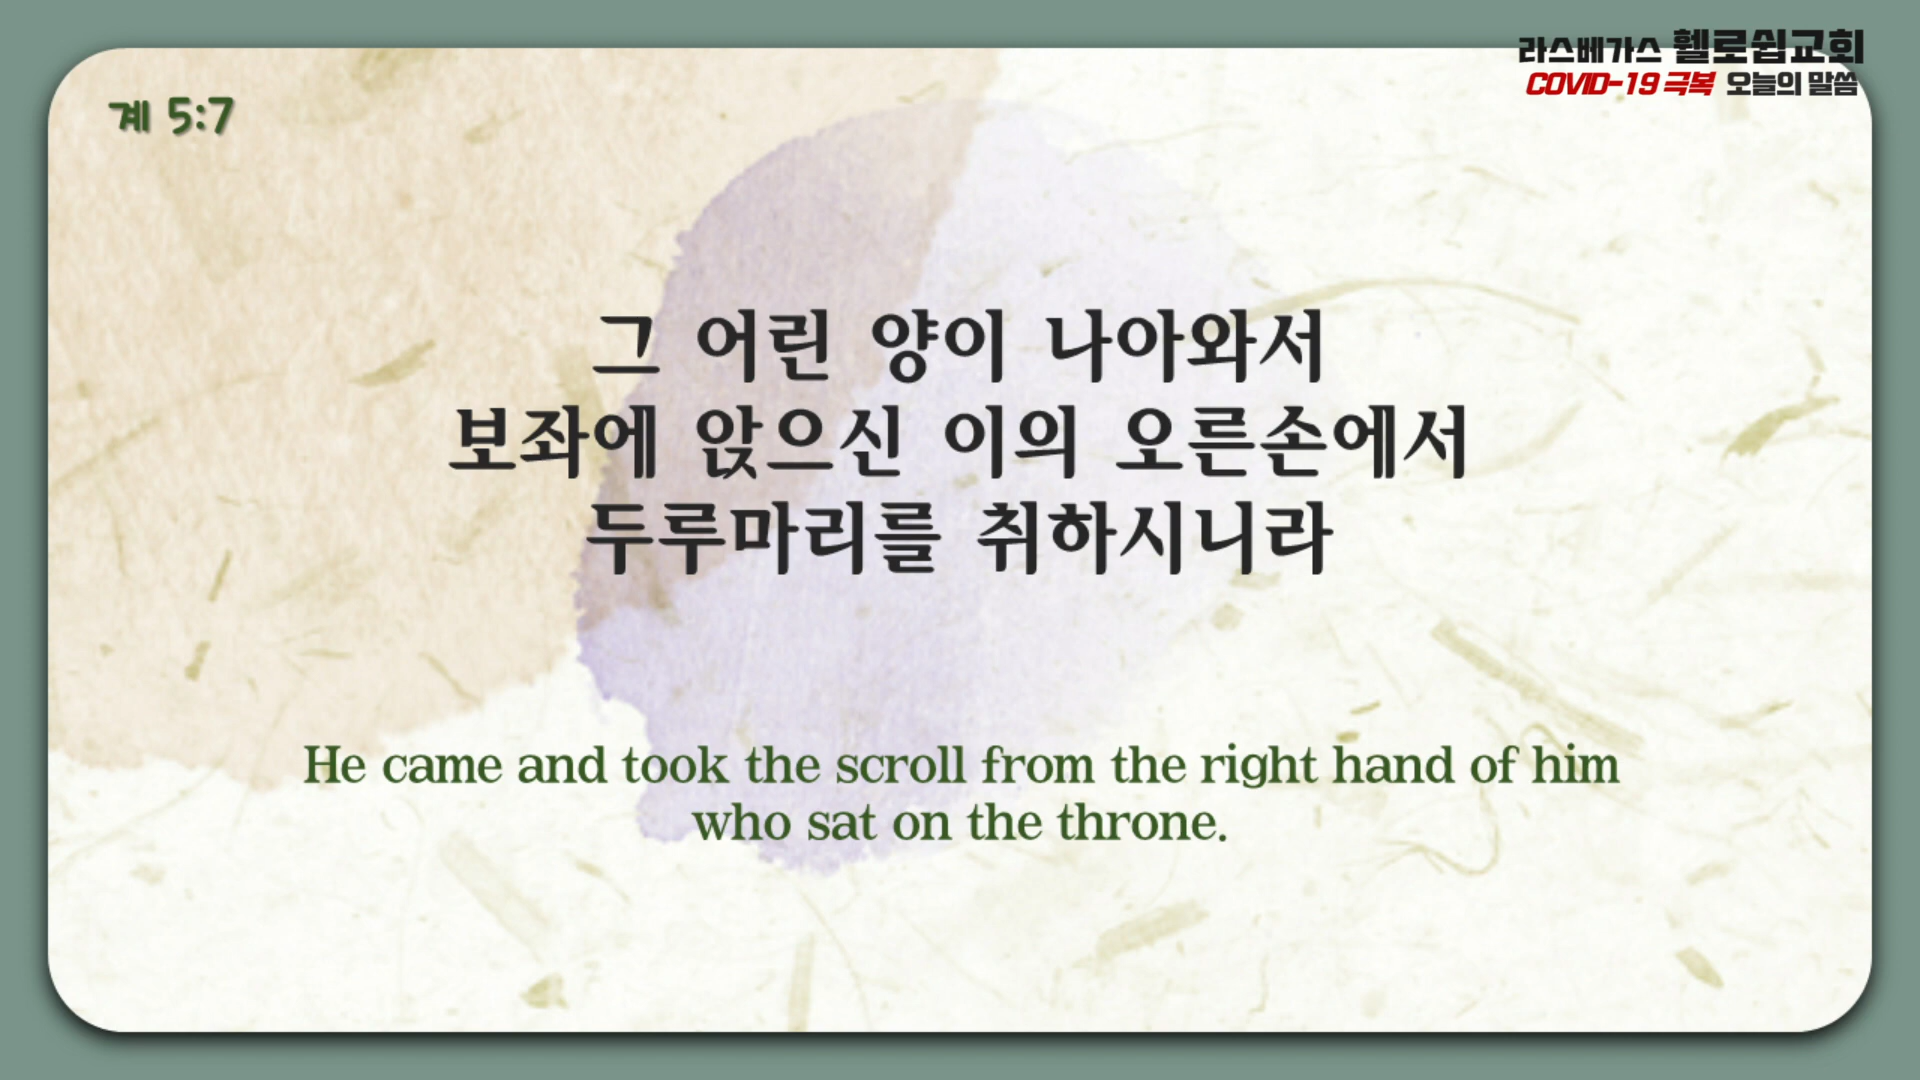 라스베가스 헬로쉽교회
COVID-19 극복 오늘의 말씀
계 5:7
그 어린 양이 나아와서
보좌에 앉으신 이의 오른손에서
두루마리를 취하시니라
He came and took the scroll from the right hand of him
who sat on the throne.